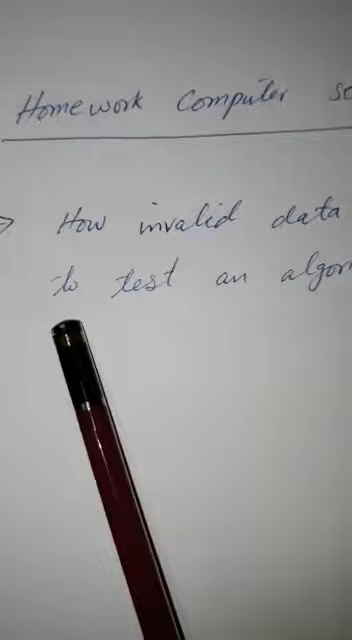 Homework Computer
How invalid data
to test an